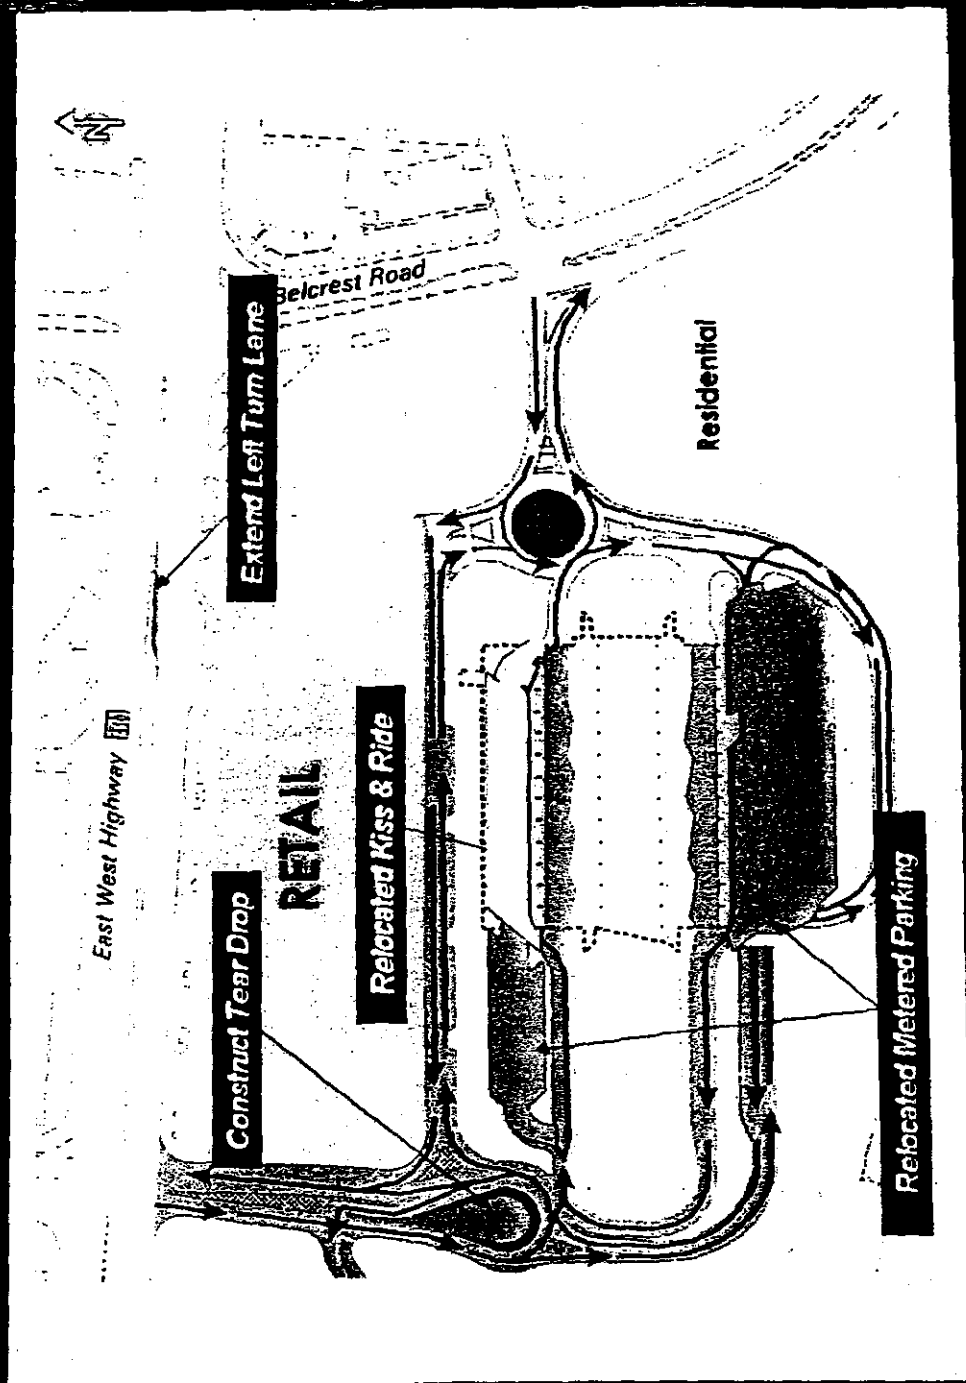 N
East West Highway
Belcrest Road
Extend Left Turn Lane
RETAIL
Relocated Kiss & Ride
Construct Tear Drop
Residential
Relocated Metered Parking